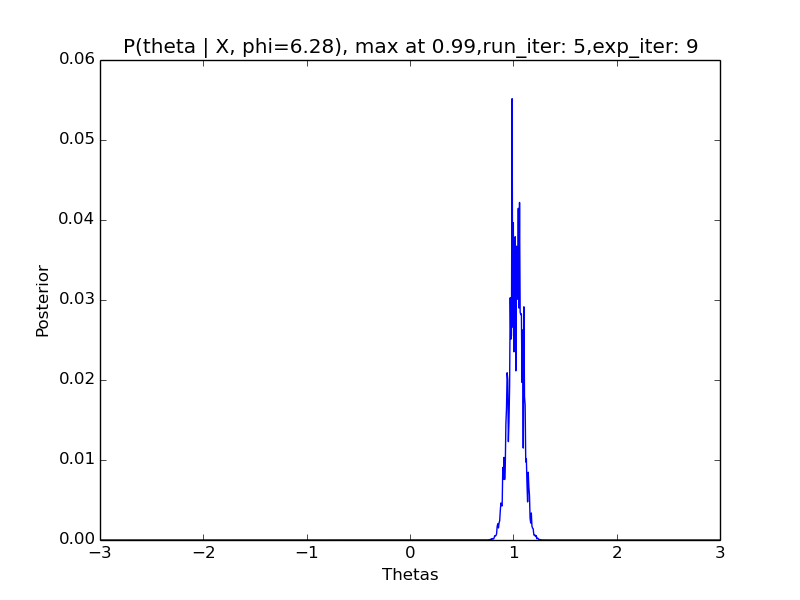 P(theta | X, phi=6.28), max at 0.99,run_iter: 5,exp_iter: 9
0.06
0.05
0.04
0.03
0.02
0.01
0.00
Posterior
−3 −2 −1 0 1 2 3
Thetas